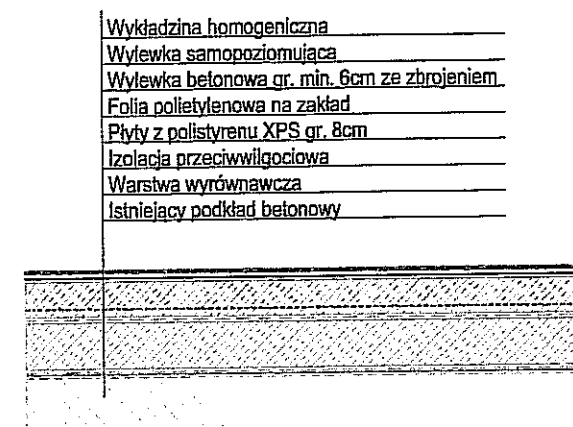 Wykładzina homogeniczna
Wylewka samopoziomująca
Wylewka betonowa gr. min. 6cm ze zbrojeniem
Folia polietylenowa na zakład
Płyty z polistyrenu XPS gr. 8cm
Izolacja przeciwwilgociowa
Warstwa wyrównawcza
Istniejący podkład betonowy